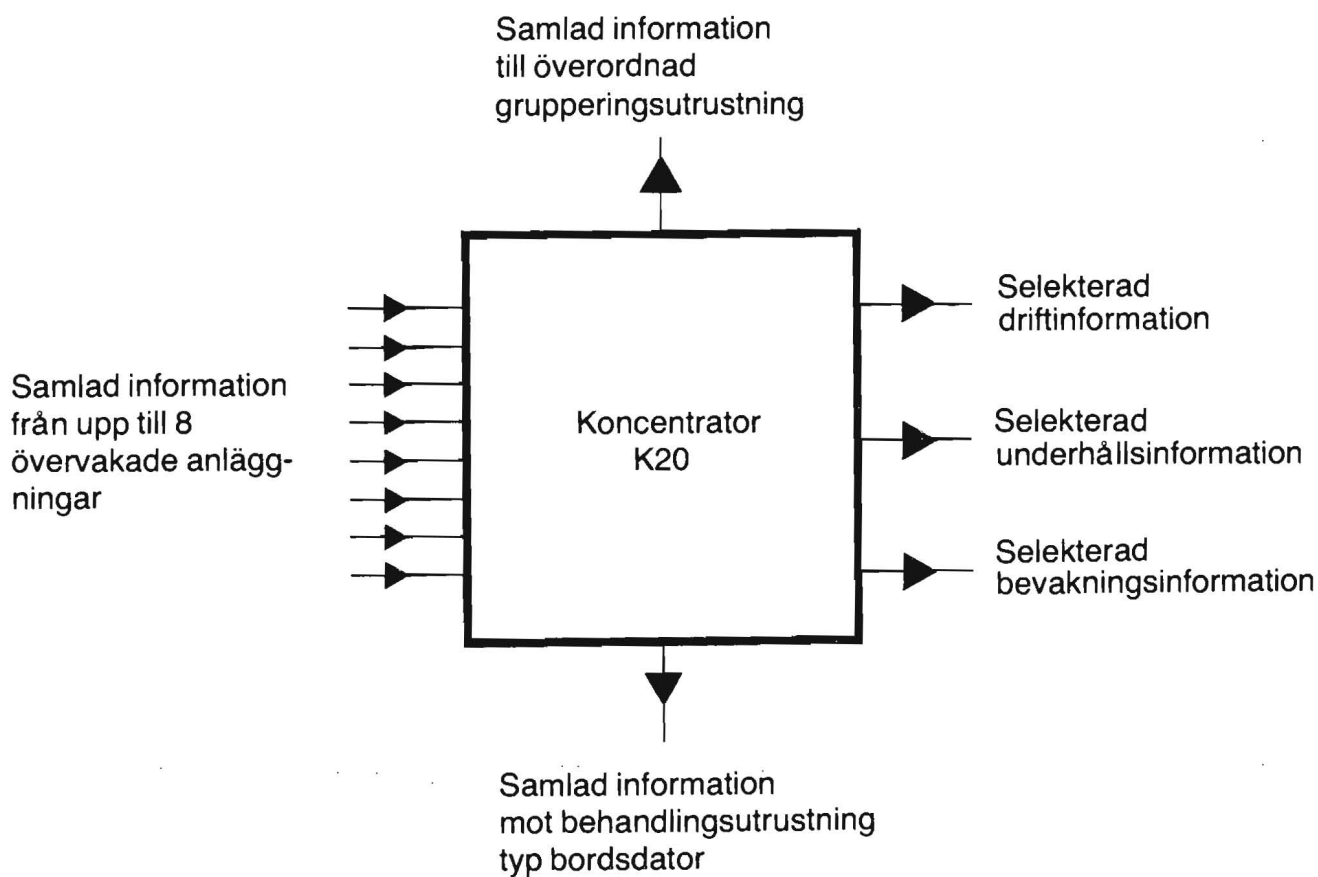 Samlad information
till överordnad
grupperingsutrustning
Samlad information
från upp till 8
övervakade anlägg-
ningar
Koncentrator
K20
Selekterad
driftinformation
Selekterad
underhållsinformation
Selekterad
bevakningsinformation
Samlad information
mot behandlingsutrustning
typ bordsdator